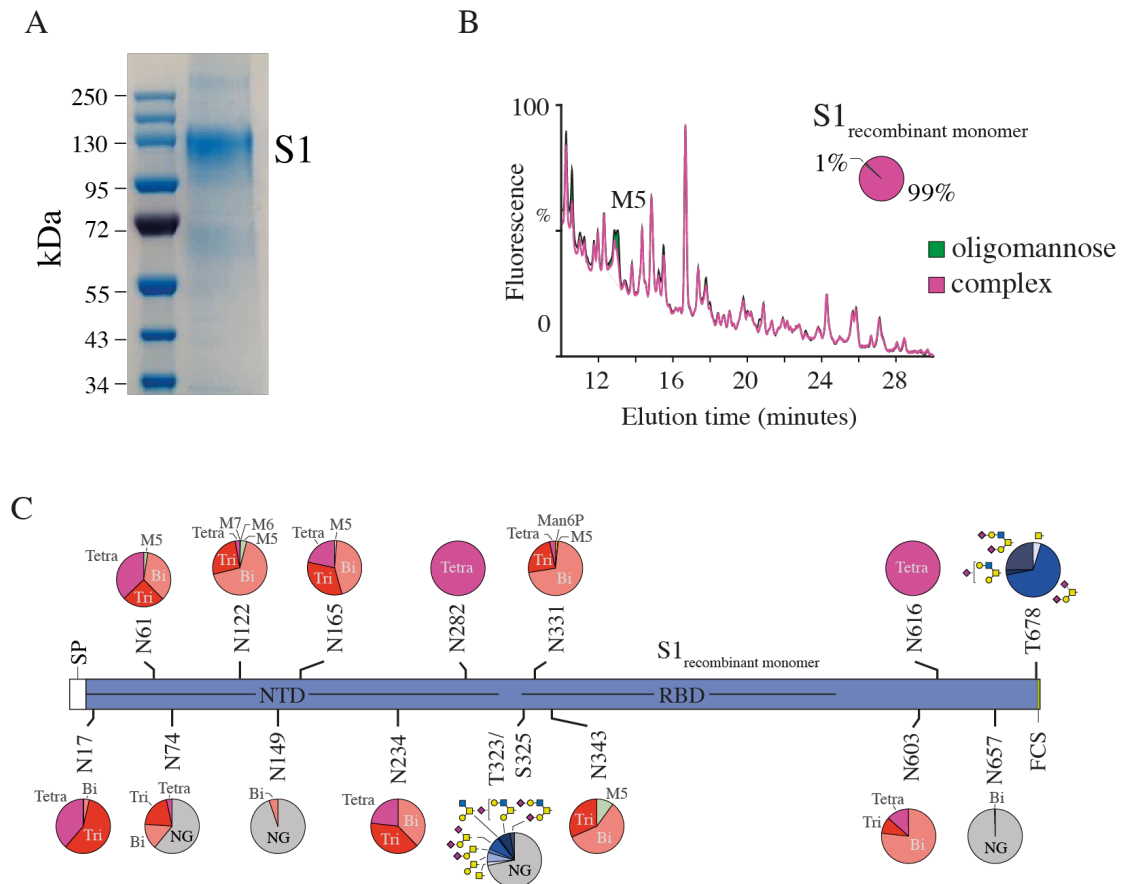 A
250
130
95
72
55
43
34
kDa
S1
B
100
%
0
Fluorescence
M5
S1 recombinant monomer
1%
99%
oligomannose
complex
12 16 20 24 28
Elution time (minutes)
C
Tetra M5 Bi Tri
Tetra M7 M6 M5 Tri Bi
Tetra M5 Bi Tri
Tetra
Man6P Tetra M5 Tri Bi
Tetra
N61 N122 N165 N282 N331 N616 T678
SP
S1 recombinant monomer
NTD RBD
N17 N74 N149 N234 T323/ S325 N343 N603 N657 FCS
Tetra Bi Tri
Tri Tetra Bi NG
Bi NG
Tetra Bi Tri
NG
M5 Tri Bi
Tetra Tri Bi
Bi NG